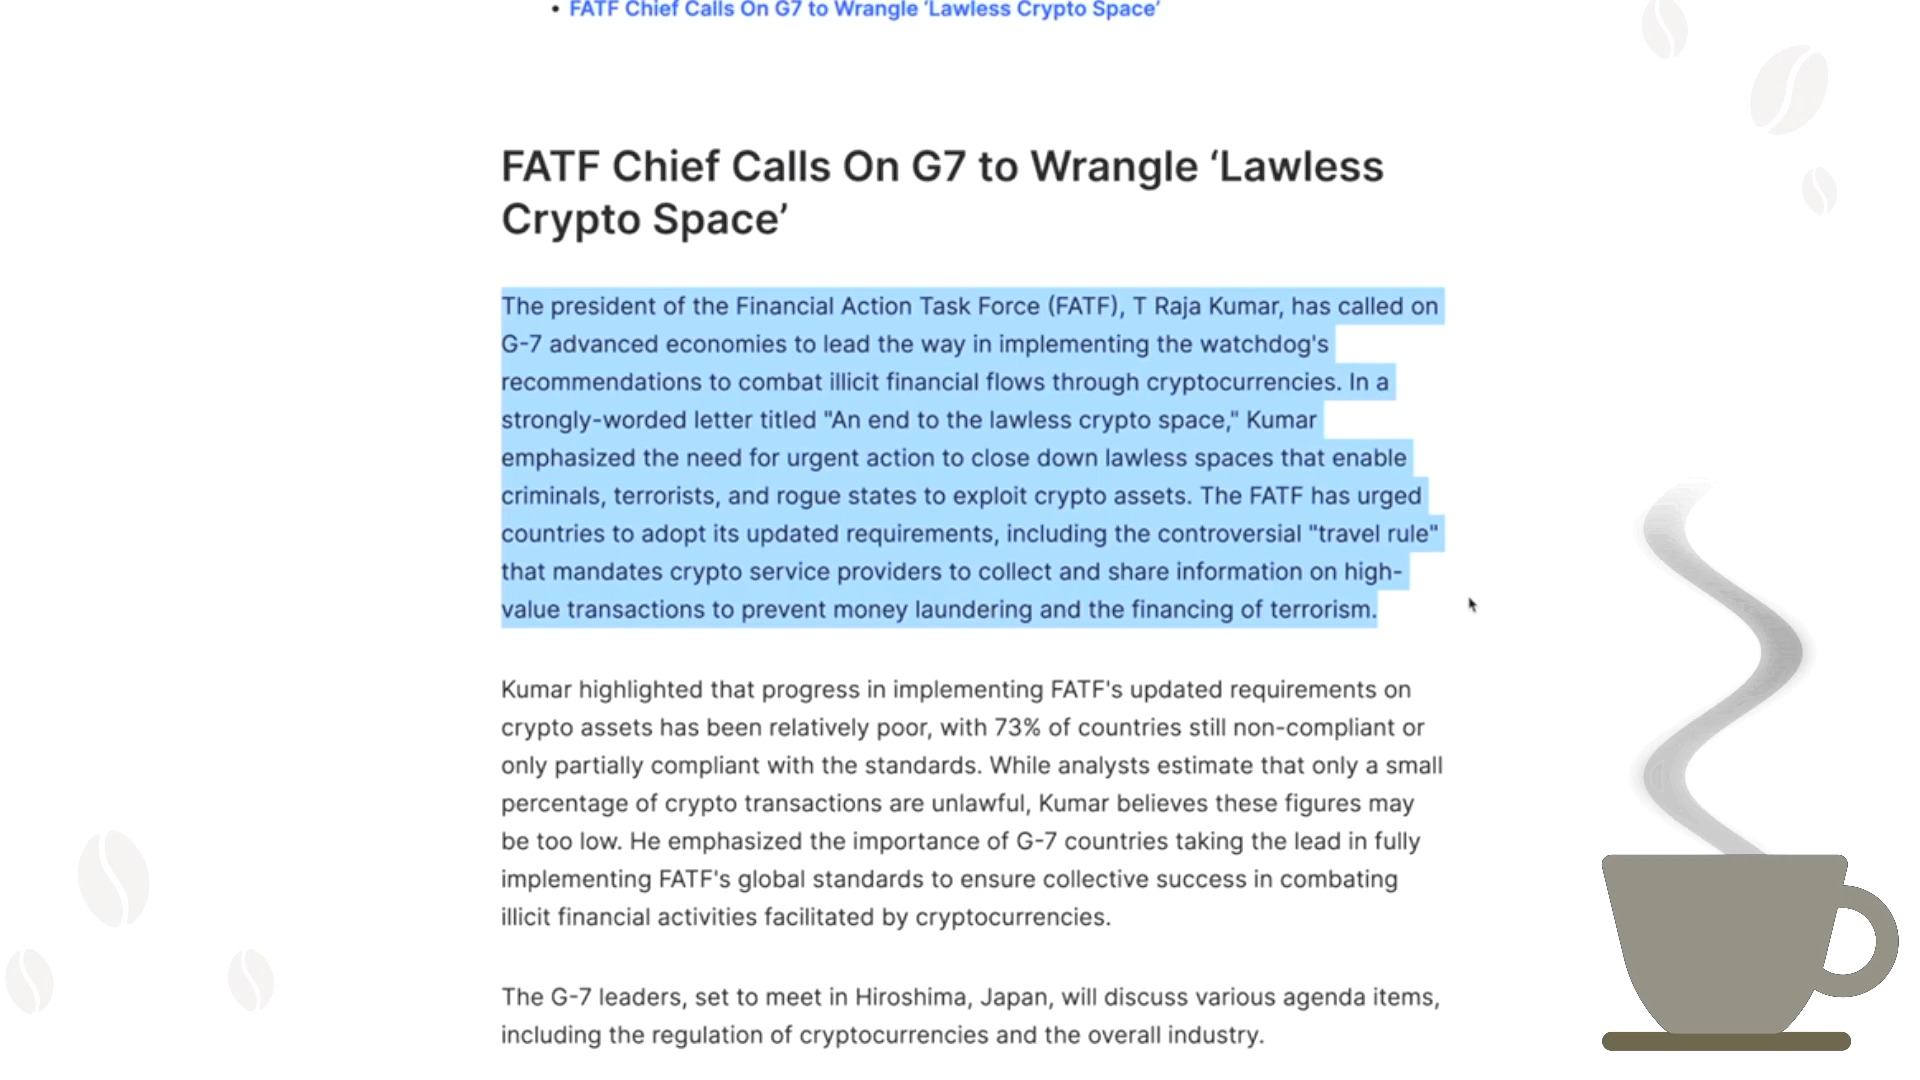 • FATF Chief Calls On G7 to Wrangle ‘Lawless Crypto Space’
FATF Chief Calls On G7 to Wrangle ‘Lawless
Crypto Space’
The president of the Financial Action Task Force (FATF), T Raja Kumar, has called on
G-7 advanced economies to lead the way in implementing the watchdog's
recommendations to combat illicit financial flows through cryptocurrencies. In a
strongly-worded letter titled "An end to the lawless crypto space," Kumar
emphasized the need for urgent action to close down lawless spaces that enable
criminals, terrorists, and rogue states to exploit crypto assets. The FATF has urged
countries to adopt its updated requirements, including the controversial "travel rule"
that mandates crypto service providers to collect and share information on high-
value transactions to prevent money laundering and the financing of terrorism.
Kumar highlighted that progress in implementing FATF's updated requirements on
crypto assets has been relatively poor, with 73% of countries still non-compliant or
only partially compliant with the standards. While analysts estimate that only a small
percentage of crypto transactions are unlawful, Kumar believes these figures may
be too low. He emphasized the importance of G-7 countries taking the lead in fully
implementing FATF's global standards to ensure collective success in combating
illicit financial activities facilitated by cryptocurrencies.
The G-7 leaders, set to meet in Hiroshima, Japan, will discuss various agenda items,
including the regulation of cryptocurrencies and the overall industry.